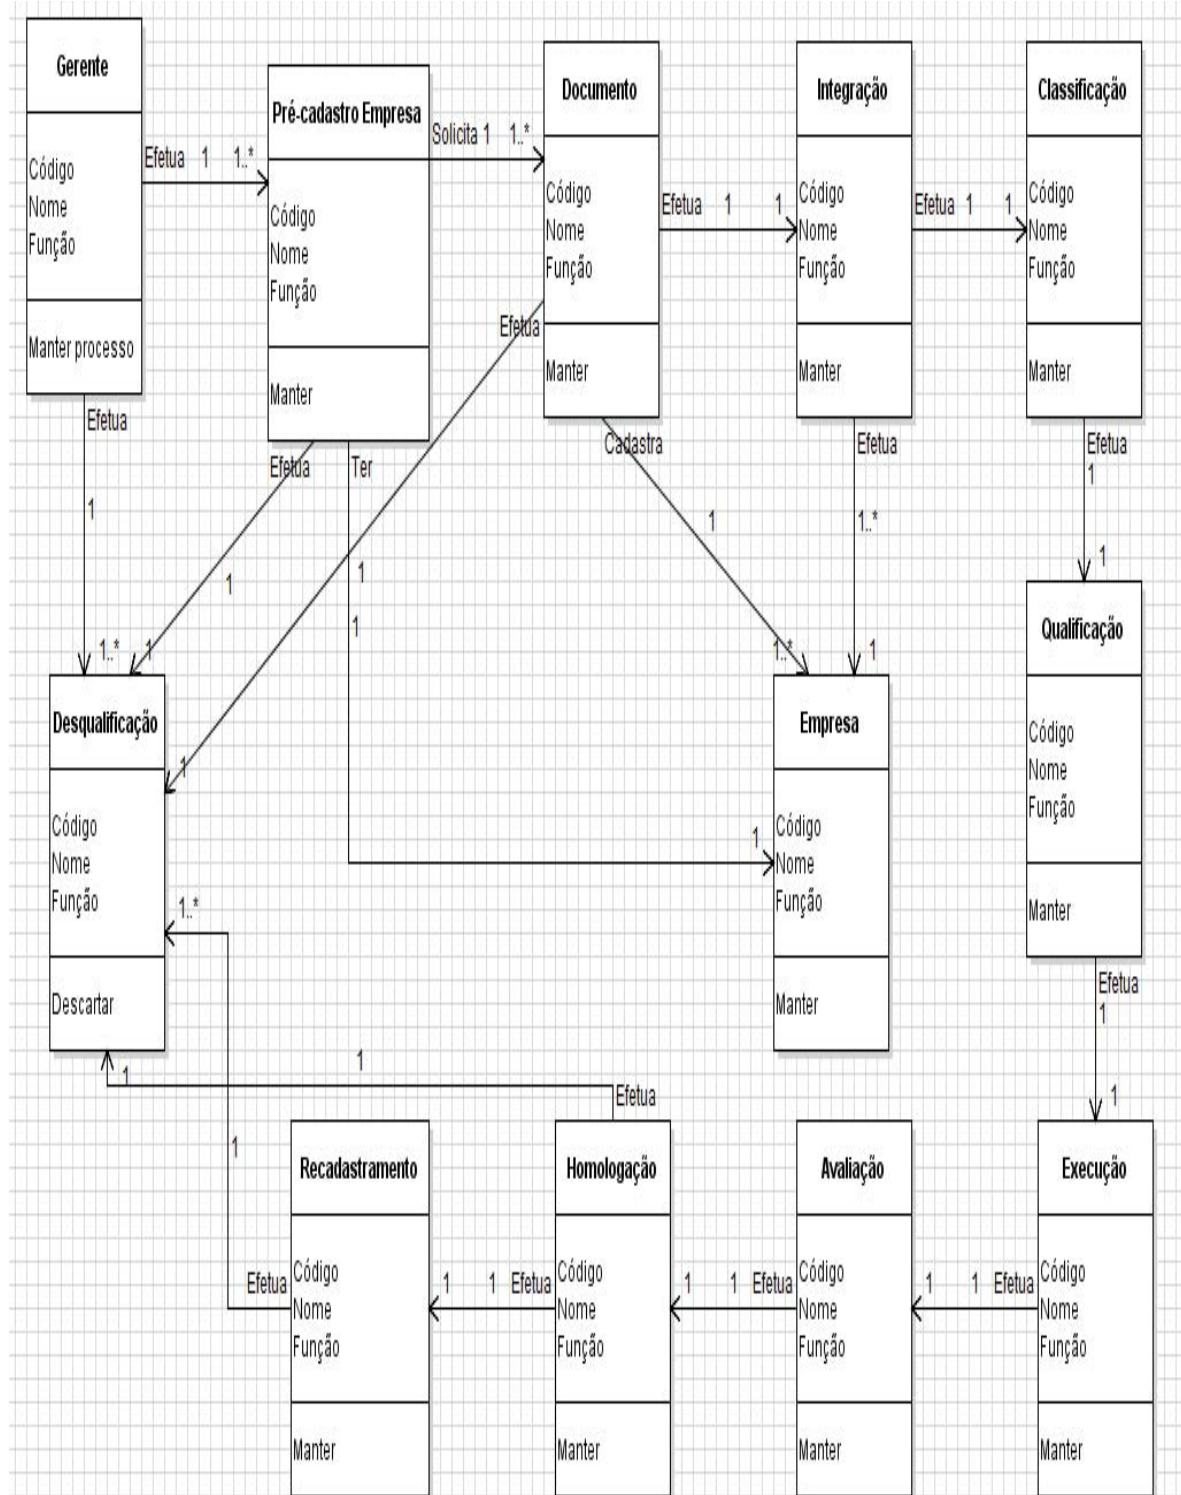 Gerente
Código
Nome
Função
Manter processo
Efetua 1 1..*
Pré-cadastro Empresa
Código
Nome
Função
Manter
Solicita 1 1..*
Documento
Código
Nome
Função
Manter
Efetua 1 1
Integração
Código
Nome
Função
Manter
Efetua 1 1
Classificação
Código
Nome
Função
Manter
Efetua
1
1..*
Efetua
1
1
Ter
1
1
Efetua
1
1
Cadastra
1
1..*
Efetua
1..*
1
Efetua
1
1
Desqualificação
Código
Nome
Função
Descartar
Empresa
Código
Nome
Função
Manter
Qualificação
Código
Nome
Função
Manter
Efetua
1
1
1..*
1
Efetua
1
1
Efetua
Recadastramento
Código
Nome
Função
Manter
1 1 Efetua
Homologação
Código
Nome
Função
Manter
1 1 Efetua
Avaliação
Código
Nome
Função
Manter
1 1 Efetua
Execução
Código
Nome
Função
Manter